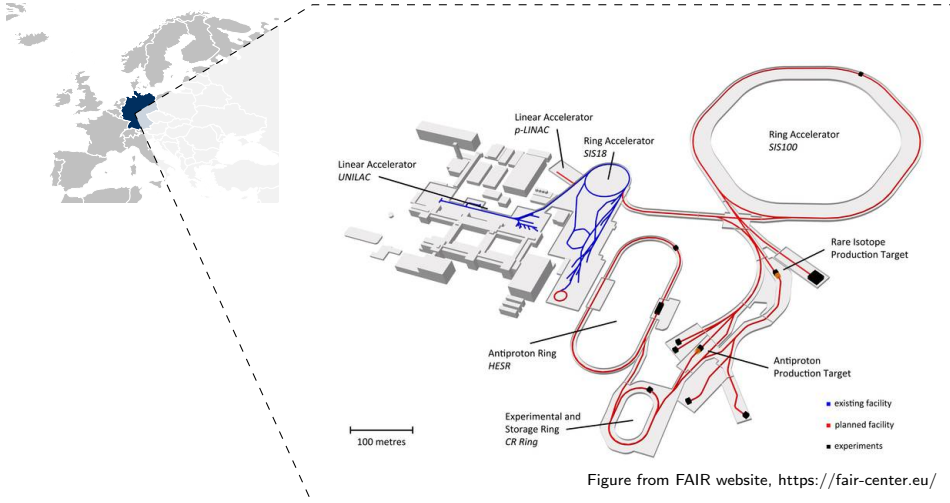 Linear Accelerator
p-LINAC
Ring Accelerator
SIS18
Ring Accelerator
SIS100
Linear Accelerator
UNILAC
Rare Isotope
Production Target
Antiproton Ring
HESR
Antiproton
Production Target
Experimental and
Storage Ring
CR Ring
existing facility
planned facility
experiments
100 metres
Figure from FAIR website, https://fair-center.eu/